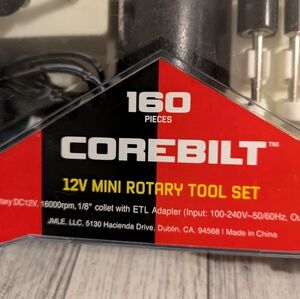 160
PIECES
COREBILT™
12V MINI ROTARY TOOL SET
tary DC12V, 16000rpm, 1/8" collet with ETL Adapter (Input: 100-240V~50/60Hz, Ou
JMLE, LLC, 5130 Hacienda Drive, Dublin, CA, 94568 I Made in China